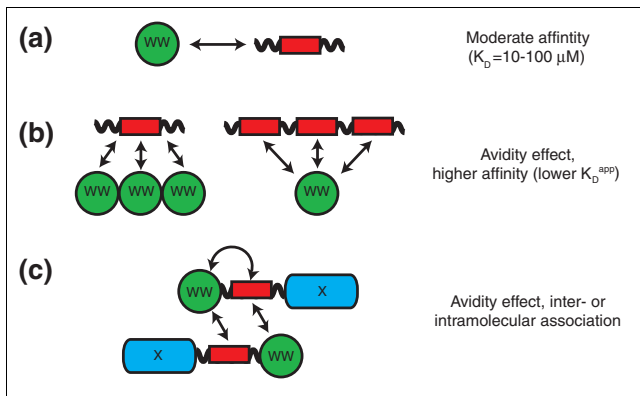 (a)
WW
Moderate affintity
(K_D=10-100 μM)
(b)
WW WW WW
WW
Avidity effect,
higher affinity (lower K_D^app)
(c)
WW X
X WW
Avidity effect, inter- or
intramolecular association